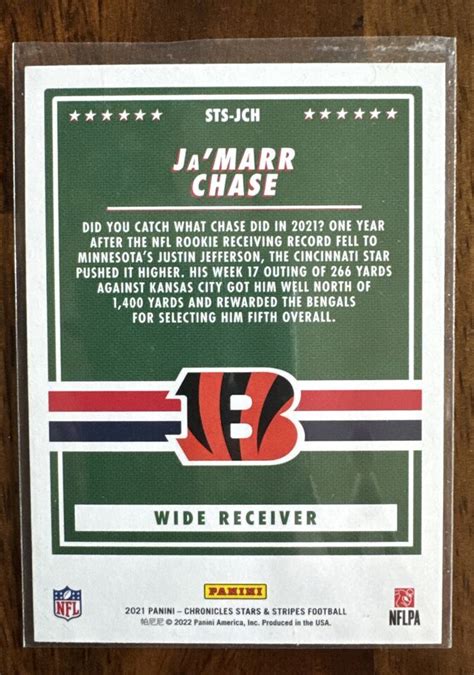 STS-JCH
JA'MARR
CHASE
DID YOU CATCH WHAT CHASE DID IN 2021? ONE YEAR
AFTER THE NFL ROOKIE RECEIVING RECORD FELL TO
MINNESOTA'S JUSTIN JEFFERSON, THE CINCINNATI STAR
PUSHED IT HIGHER. HIS WEEK 17 OUTING OF 266 YARDS
AGAINST KANSAS CITY GOT HIM WELL NORTH OF
1,400 YARDS AND REWARDED THE BENGALS
FOR SELECTING HIM FIFTH OVERALL.
B
WIDE RECEIVER
NFL
PANINI
NFLPA
2021 PANINI – CHRONICLES STARS & STRIPES FOOTBALL
帕尼尼 © 2022 Panini America, Inc. Produced in the USA.